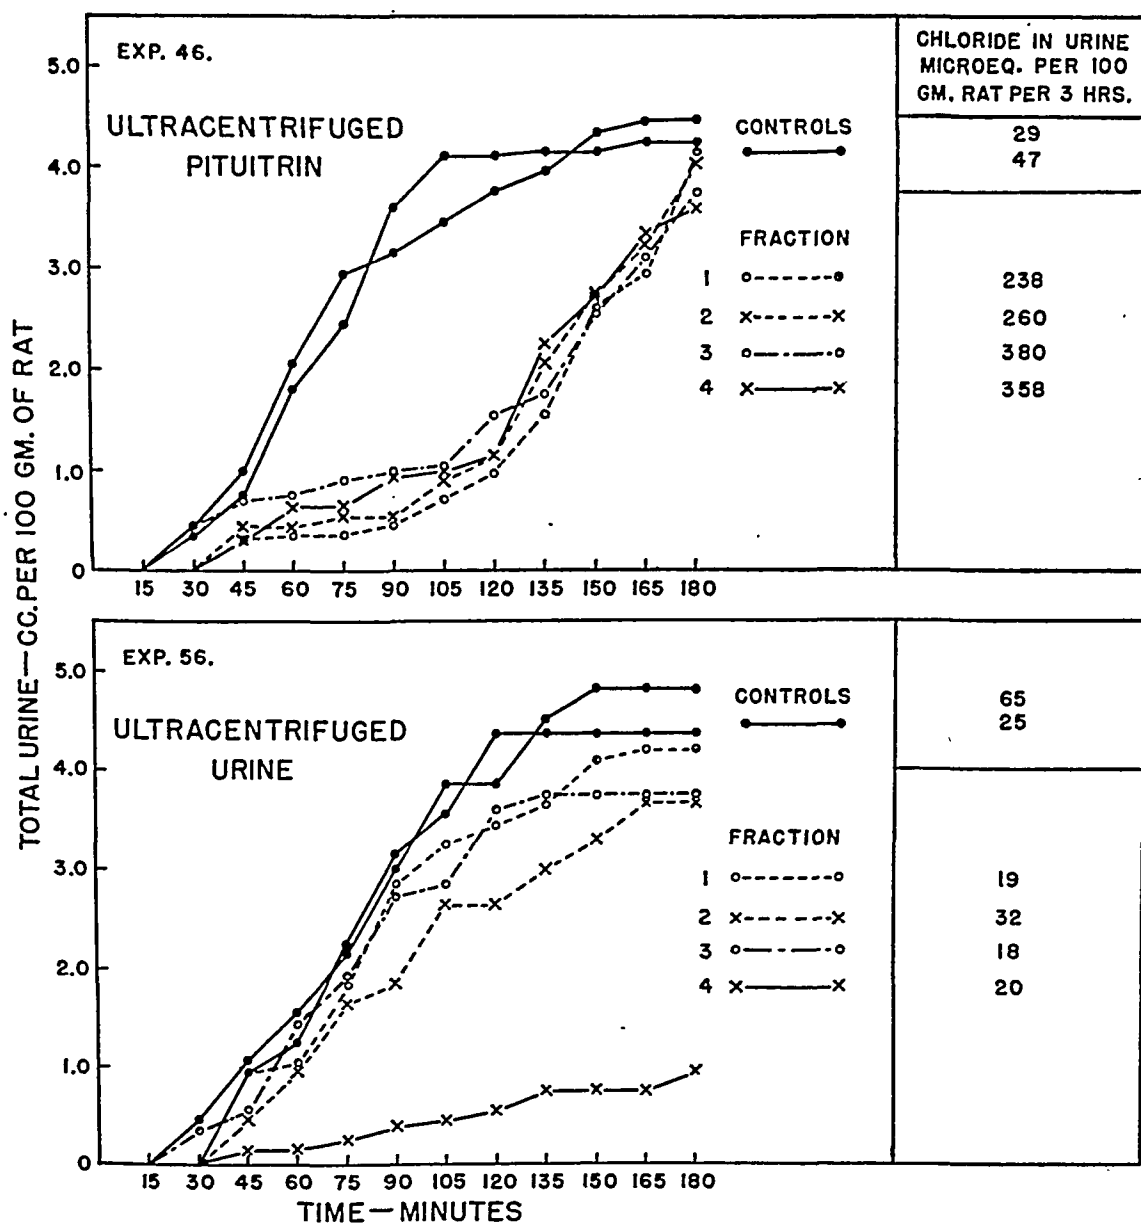 TOTAL URINE—CC. PER 100 GM. OF RAT
EXP. 46.
ULTRACENTRIFUGED
PITUITRIN
5.0
4.0
3.0
2.0
1.0
0
15 30 45 60 75 90 105 120 135 150 165 180
CONTROLS
FRACTION
1
2
3
4
CHLORIDE IN URINE
MICROEQ. PER 100
GM. RAT PER 3 HRS.
29
47
238
260
380
358
EXP. 56.
ULTRACENTRIFUGED
URINE
5.0
4.0
3.0
2.0
1.0
0
15 30 45 60 75 90 105 120 135 150 165 180
TIME—MINUTES
CONTROLS
FRACTION
1
2
3
4
65
25
19
32
18
20